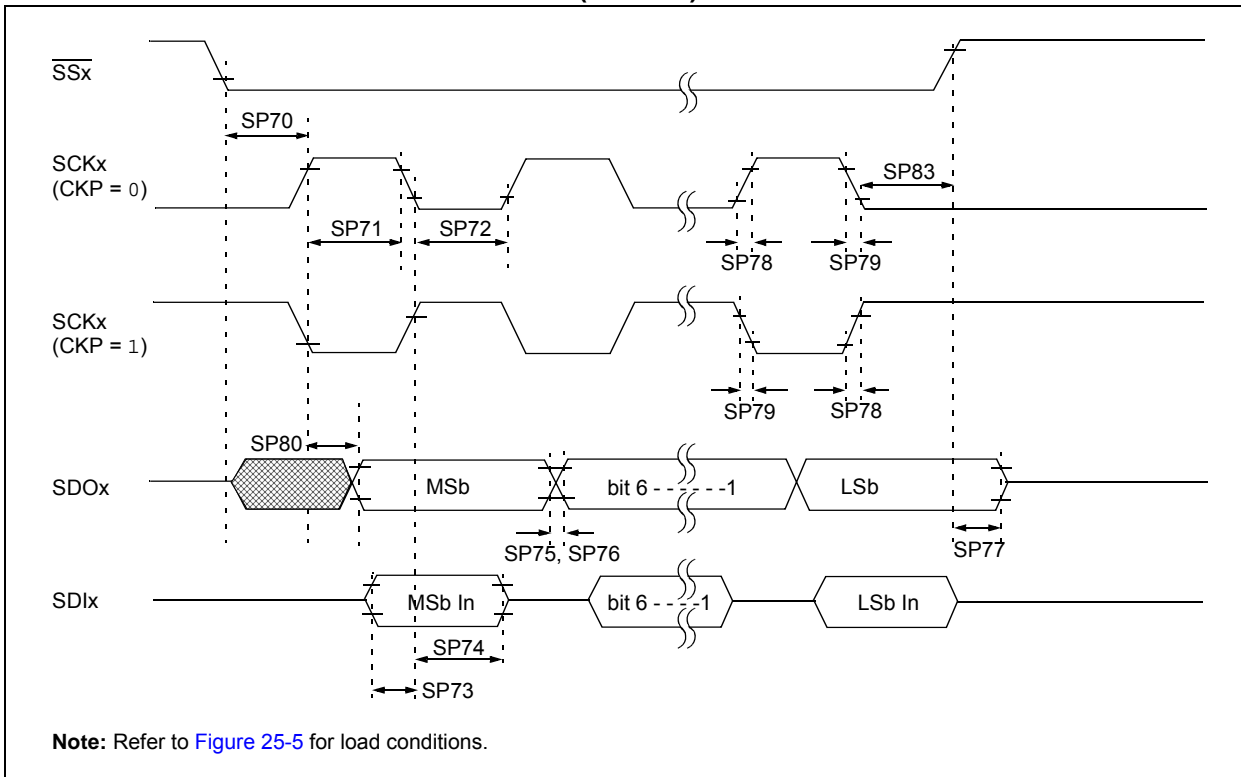 SSx
SP70
SCKx
(CKP = 0)
SP83
SP71
SP72
SP78
SP79
SCKx
(CKP = 1)
SP79
SP78
SP80
SDOx
MSb
bit 6 - - - - - -1
LSb
SP75, SP76
SP77
SDIx
MSb In
bit 6 - - - -1
LSb In
SP74
SP73
Note: Refer to Figure 25-5 for load conditions.